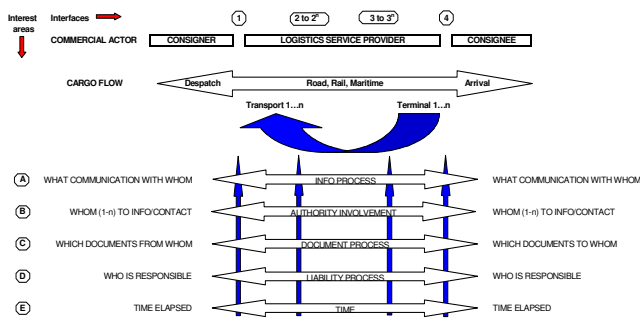 Interest areas Interfaces 1 2 to 2ⁿ 3 to 3ⁿ 4
COMMERCIAL ACTOR CONSIGNER LOGISTICS SERVICE PROVIDER CONSIGNEE
CARGO FLOW Despatch Road, Rail, Maritime Arrival
Transport 1...n Terminal 1...n
A WHAT COMMUNICATION WITH WHOM INFO PROCESS WHAT COMMUNICATION WITH WHOM
B WHOM (1-n) TO INFO/CONTACT AUTHORITY INVOLVEMENT WHOM (1-n) TO INFO/CONTACT
C WHICH DOCUMENTS FROM WHOM DOCUMENT PROCESS WHICH DOCUMENTS TO WHOM
D WHO IS RESPONSIBLE LIABILITY PROCESS WHO IS RESPONSIBLE
E TIME ELAPSED TIME TIME ELAPSED